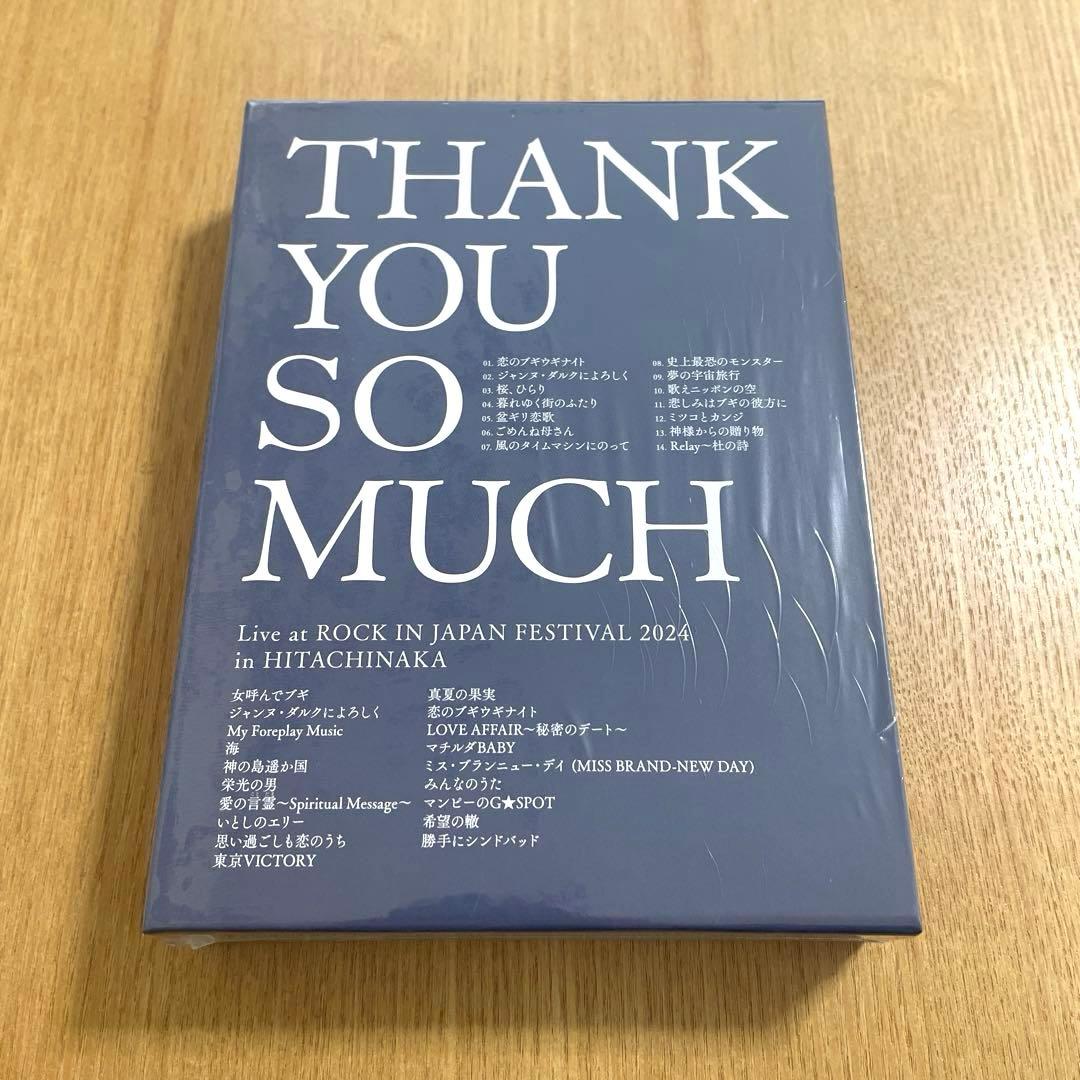 THANK
YOU
SO
MUCH
01. 恋のブギウギナイト
02. ジャンヌ・ダルクによろしく
03. 桜、ひらり
04. 暮れゆく街のふたり
05. 盆ギリ恋歌
06. ごめんね母さん
07. 風のタイムマシンにのって
08. 史上最恐のモンスター
09. 夢の宇宙旅行
10. 歌えニッポンの空
11. 悲しみはブギの彼方に
12. ミツコとカンジ
13. 神様からの贈り物
14. Relay〜杜の詩
Live at ROCK IN JAPAN FESTIVAL 2024
in HITACHINAKA
女呼んでブギ
ジャンヌ・ダルクによろしく
My Foreplay Music
海
神の島遥か国
栄光の男
愛の言霊〜Spiritual Message〜
いとしのエリー
思い過ごしも恋のうち
東京VICTORY
真夏の果実
恋のブギウギナイト
LOVE AFFAIR〜秘密のデート〜
マチルダBABY
ミス・ブランニュー・デイ (MISS BRAND-NEW DAY)
みんなのうた
マンピーのG★SPOT
希望の轍
勝手にシンドバッド